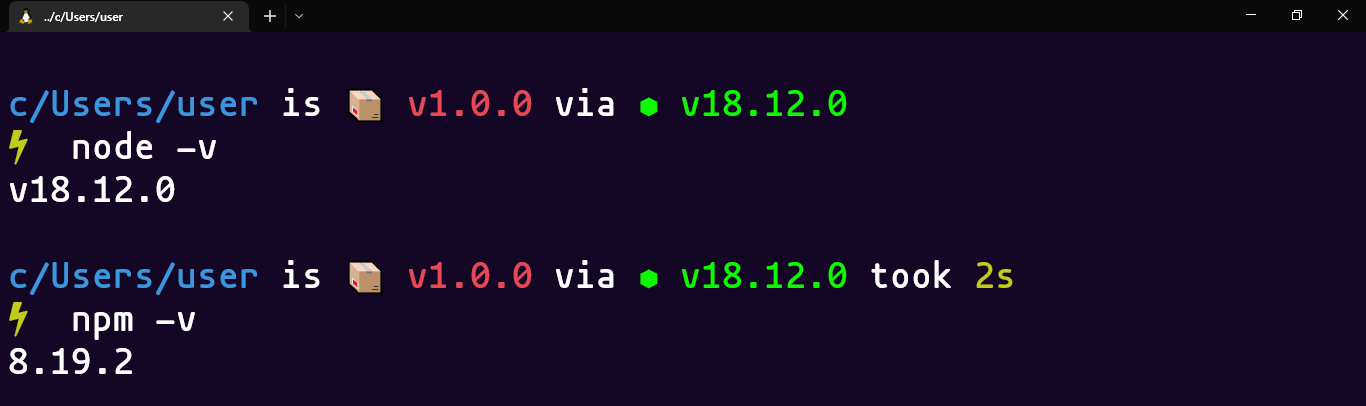 ../c/Users/user
c/Users/user is 📦 v1.0.0 via ⬢ v18.12.0
⚡ node -v
v18.12.0
c/Users/user is 📦 v1.0.0 via ⬢ v18.12.0 took 2s
⚡ npm -v
8.19.2